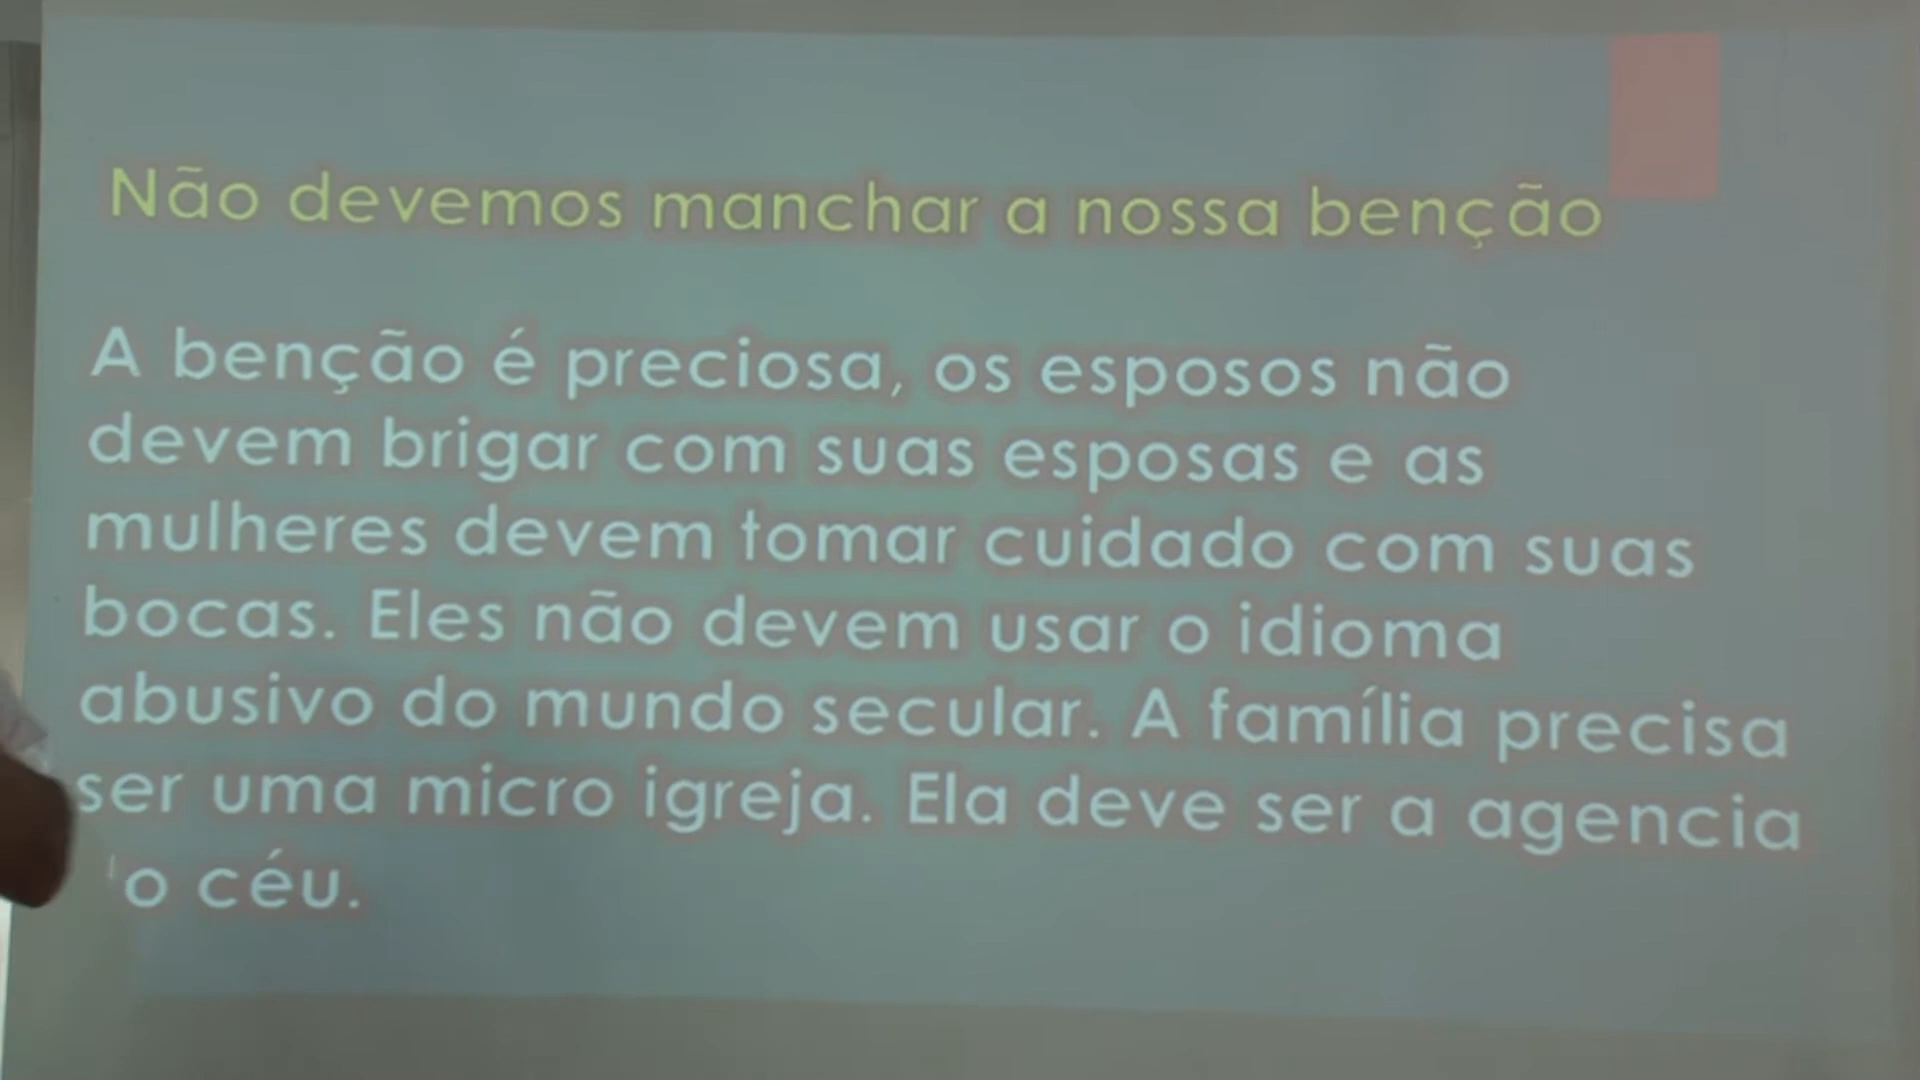 Não devemos manchar a nossa benção
A benção é preciosa, os esposos não
devem brigar com suas esposas e as
mulheres devem tomar cuidado com suas
bocas. Eles não devem usar o idioma
abusivo do mundo secular. A família precisa
ser uma micro igreja. Ela deve ser a agencia
céu.